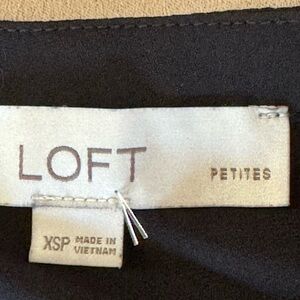 LOFT PETITES
XSP MADE IN
VIETNAM